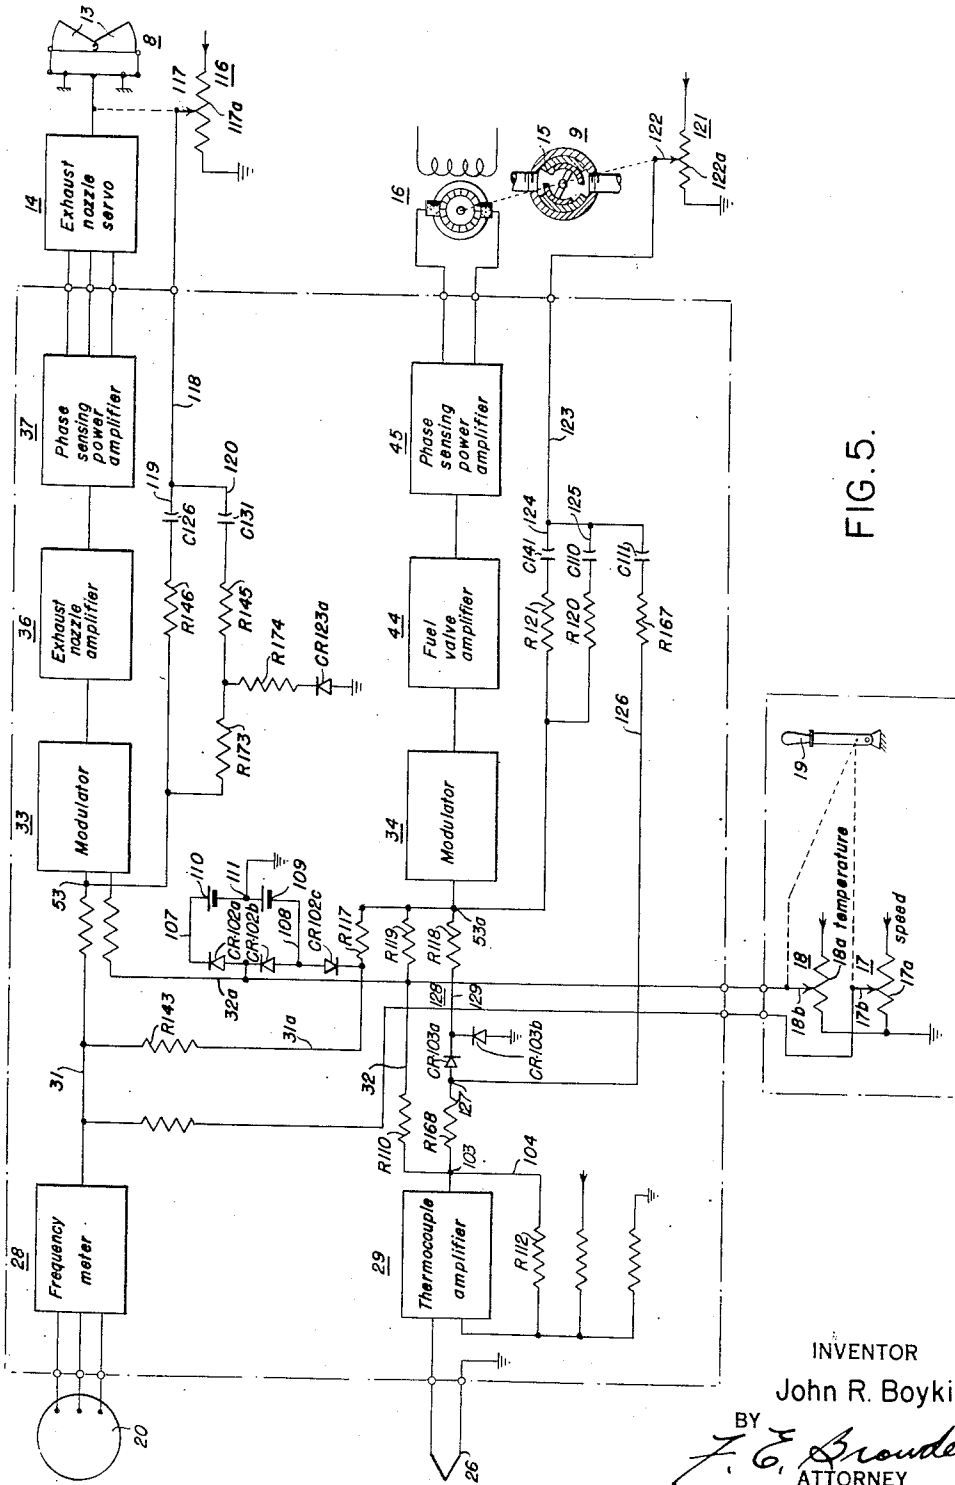 13
8
117
116
117a
14
Exhaust
nozzle
servo
37
Phase
sensing
power
amplifier
118
119
120
C126
C131
36
Exhaust
nozzle
amplifier
R146
R145
R174
CR123a
R173
33
Modulator
53
110
107
111
109
CR102a
CR102b
108
CR102c
32a
R117
R143
31a
31
28
Frequency
meter
20
16
15
9
122
121
122a
45
Phase
sensing
power
amplifier
123
124
125
C141
C110
C111
44
Fuel
valve
amplifier
R121
R120
R167
126
34
Modulator
53a
R119
R118
128
129
32
CR103a
CR103b
127
R110
R168
103
104
29
Thermocouple
amplifier
R112
26
19
18
18a temperature
18b
17
speed
17b
17a
FIG. 5.
INVENTOR
John R. Boyki
BY
F. E. Browde
ATTORNEY